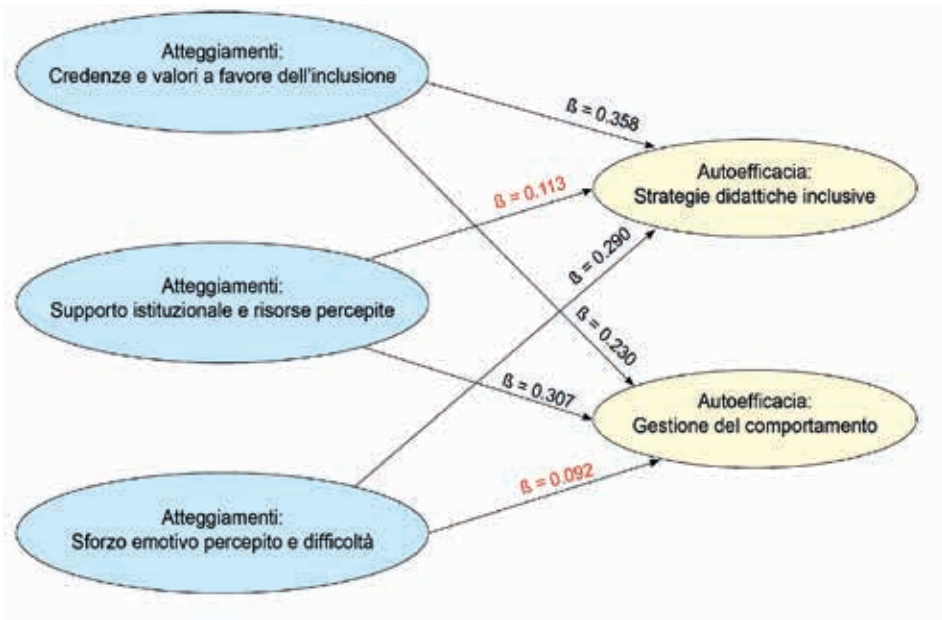 Atteggiamenti:
Credenze e valori a favore dell'inclusione
ß = 0.358
Autoefficacia:
Strategie didattiche inclusive
ß = 0.113
ß = 0.290
Atteggiamenti:
Supporto istituzionale e risorse percepite
ß = 0.230
ß = 0.307
Autoefficacia:
Gestione del comportamento
ß = 0.092
Atteggiamenti:
Sforzo emotivo percepito e difficoltà